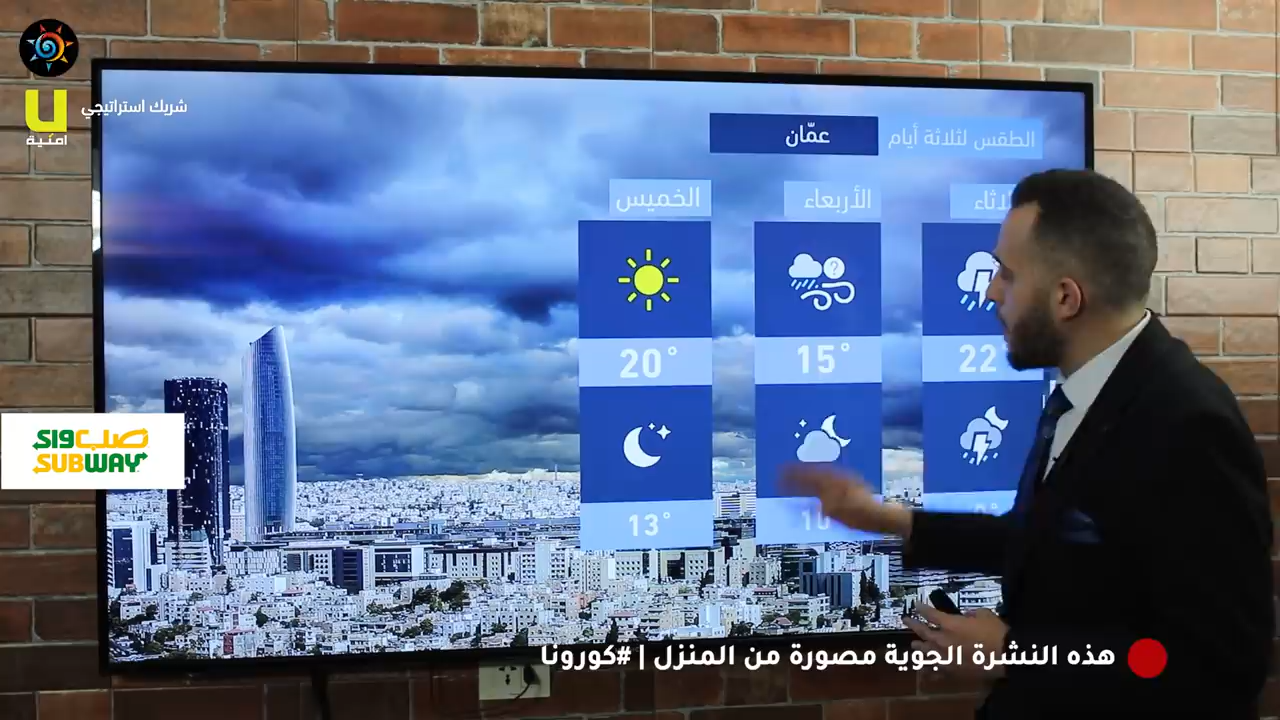 شريك استراتيجي
امنية
الطقس لثلاثة أيام
عمّان
الأربعاء
الخميس
22
15°
20°
13°
صب واي
SUBWAY
هذه النشرة الجوية مصورة من المنزل | #كورونا